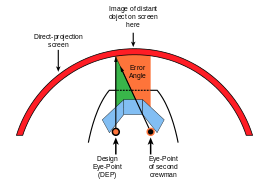 Image of distant
object on screen
here
Direct-projection
screen
Error
Angle
Design
Eye-Point
(DEP)
Eye-Point
of second
crewman